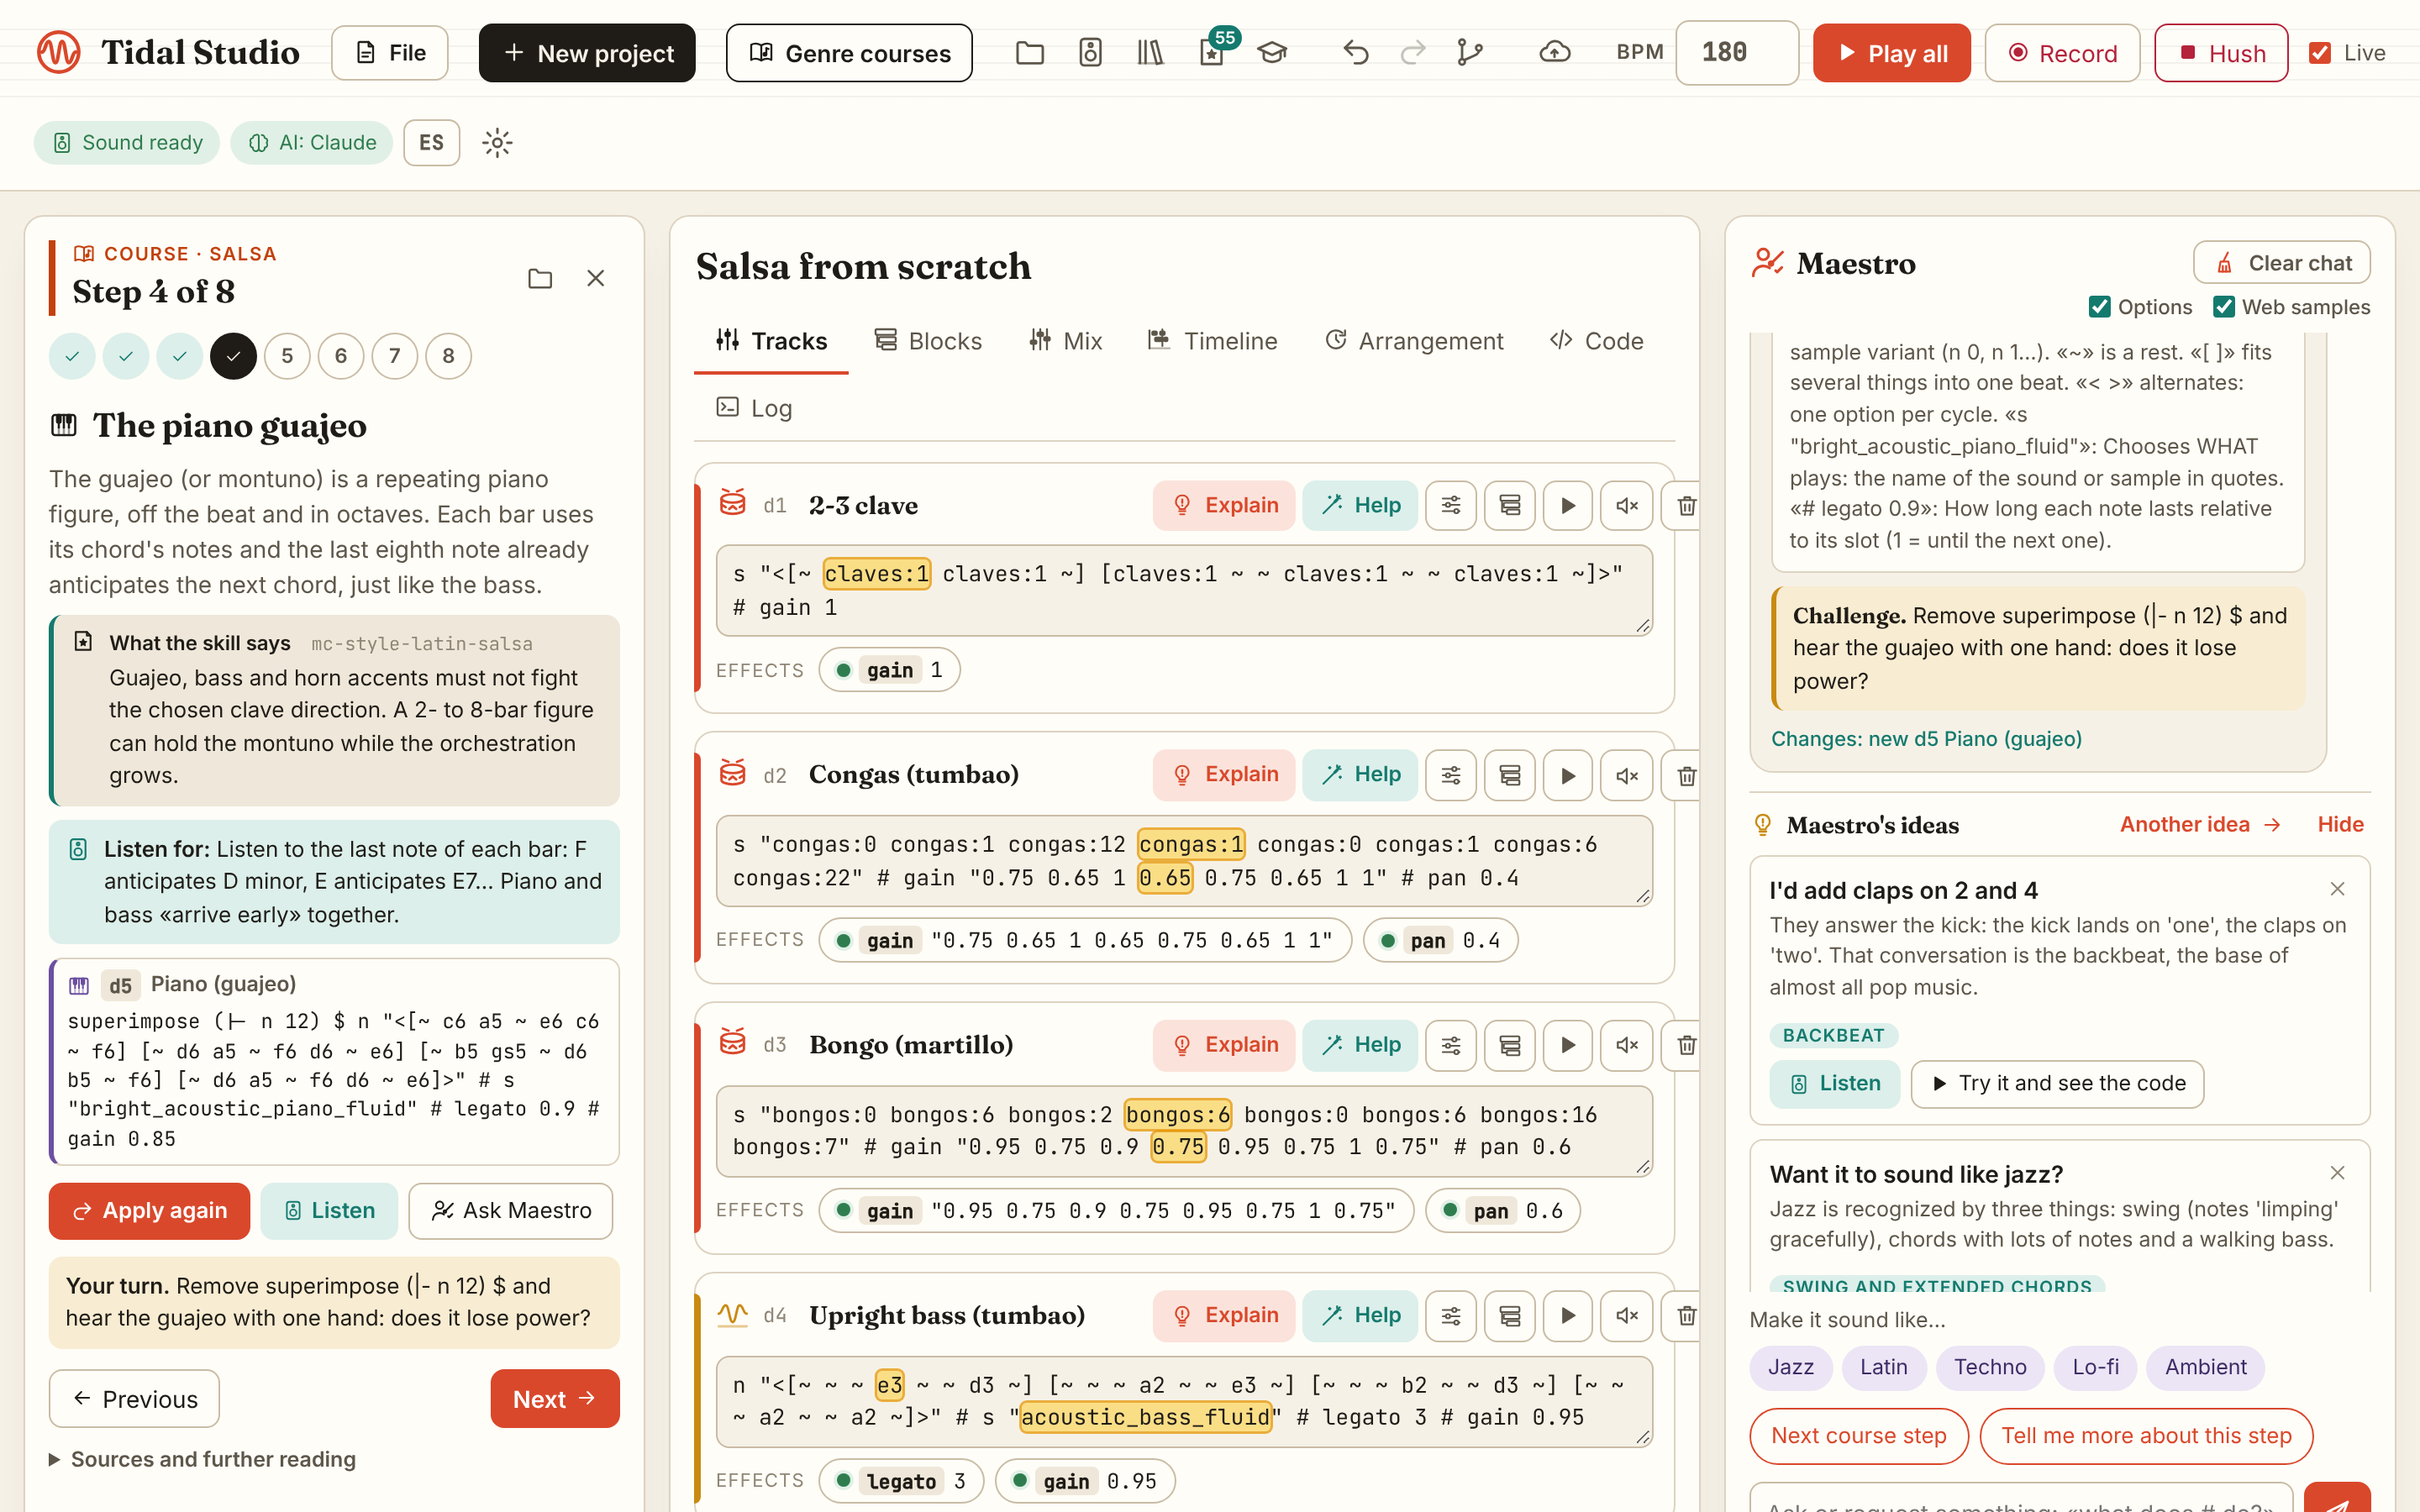 Tidal Studio
File
New project
Genre courses
55
BPM
180
Play all
Record
Hush
Live
Sound ready
AI: Claude
ES
COURSE · SALSA
Step 4 of 8
5
6
7
8
The piano guajeo
The guajeo (or montuno) is a repeating piano
figure, off the beat and in octaves. Each bar uses
its chord's notes and the last eighth note already
anticipates the next chord, just like the bass.
What the skill says mc-style-latin-salsa
Guajeo, bass and horn accents must not fight
the chosen clave direction. A 2- to 8-bar figure
can hold the montuno while the orchestration
grows.
Listen for: Listen to the last note of each bar: F
anticipates D minor, E anticipates E7... Piano and
bass «arrive early» together.
d5 Piano (guajeo)
superimpose (|- n 12) $ n "<[~ c6 a5 ~ e6 c6
~ f6] [~ d6 a5 ~ f6 d6 ~ e6] [~ b5 gs5 ~ d6
b5 ~ f6] [~ d6 a5 ~ f6 d6 ~ e6]>" # s
"bright_acoustic_piano_fluid" # legato 0.9 #
gain 0.85
Apply again
Listen
Ask Maestro
Your turn. Remove superimpose (|- n 12) $ and
hear the guajeo with one hand: does it lose power?
Previous
Next
Sources and further reading
Salsa from scratch
Tracks
Blocks
Mix
Timeline
Arrangement
Code
Log
d1 2-3 clave
Explain
Help
s "<[~ claves:1 claves:1 ~] [claves:1 ~ ~ claves:1 ~ ~ claves:1 ~]>"
# gain 1
EFFECTS gain 1
d2 Congas (tumbao)
Explain
Help
s "congas:0 congas:1 congas:12 congas:1 congas:0 congas:1 congas:6
congas:22" # gain "0.75 0.65 1 0.65 0.75 0.65 1 1" # pan 0.4
EFFECTS gain "0.75 0.65 1 0.65 0.75 0.65 1 1" pan 0.4
d3 Bongo (martillo)
Explain
Help
s "bongos:0 bongos:6 bongos:2 bongos:6 bongos:0 bongos:6 bongos:16
bongos:7" # gain "0.95 0.75 0.9 0.75 0.95 0.75 1 0.75" # pan 0.6
EFFECTS gain "0.95 0.75 0.9 0.75 0.95 0.75 1 0.75" pan 0.6
d4 Upright bass (tumbao)
Explain
Help
n "<[~ ~ ~ e3 ~ ~ d3 ~] [~ ~ ~ a2 ~ ~ e3 ~] [~ ~ ~ b2 ~ ~ d3 ~] [~ ~
~ a2 ~ ~ a2 ~]>" # s "acoustic_bass_fluid" # legato 3 # gain 0.95
EFFECTS legato 3 gain 0.95
Maestro
Clear chat
Options
Web samples
sample variant (n 0, n 1...). «~» is a rest. «[ ]» fits
several things into one beat. «< >» alternates:
one option per cycle. «s
"bright_acoustic_piano_fluid"»: Chooses WHAT
plays: the name of the sound or sample in quotes.
«# legato 0.9»: How long each note lasts relative
to its slot (1 = until the next one).
Challenge. Remove superimpose (|- n 12) $ and
hear the guajeo with one hand: does it lose
power?
Changes: new d5 Piano (guajeo)
Maestro's ideas
Another idea
Hide
I'd add claps on 2 and 4
They answer the kick: the kick lands on 'one', the claps on
'two'. That conversation is the backbeat, the base of
almost all pop music.
BACKBEAT
Listen
Try it and see the code
Want it to sound like jazz?
Jazz is recognized by three things: swing (notes 'limping'
gracefully), chords with lots of notes and a walking bass.
SWING AND EXTENDED CHORDS
Make it sound like...
Jazz
Latin
Techno
Lo-fi
Ambient
Next course step
Tell me more about this step
Ask or request something: «what does # do?»